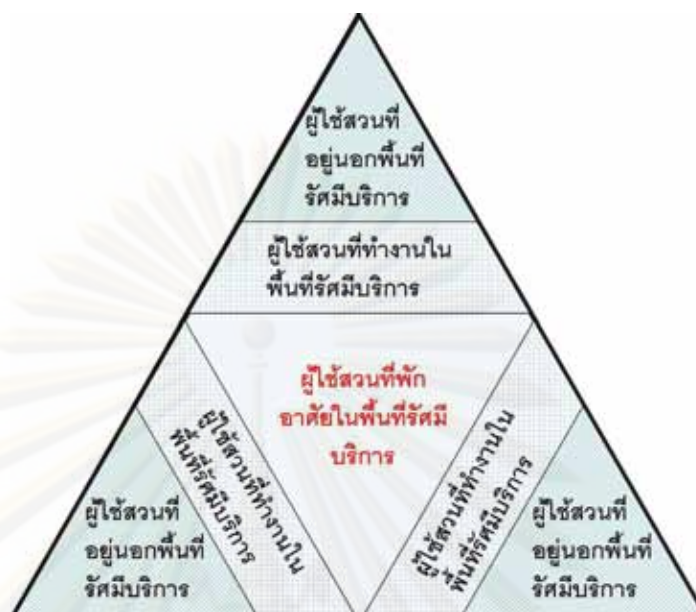 ผู้ใช้สวนที่
อยู่นอกพื้นที่
รัศมีบริการ
ผู้ใช้สวนที่ทำงานใน
พื้นที่รัศมีบริการ
ผู้ใช้สวนที่พัก
อาศัยในพื้นที่รัศมี
บริการ
ผู้ใช้สวนที่ทำงานใน
พื้นที่รัศมีบริการ
ผู้ใช้สวนที่ทำงานใน
พื้นที่รัศมีบริการ
ผู้ใช้สวนที่
อยู่นอกพื้นที่
รัศมีบริการ
ผู้ใช้สวนที่
อยู่นอกพื้นที่
รัศมีบริการ